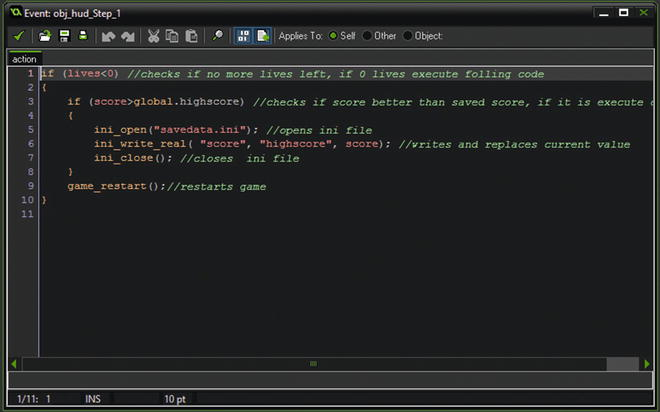 Event: obj_hud_Step_1
Applies To: Self Other Object:
action
1 if (lives<0) //checks if no more lives left, if 0 lives execute folling code
2 {
3 if (score>global.highscore) //checks if score better than saved score, if it is execute
4 {
5 ini_open("savedata.ini"); //opens ini file
6 ini_write_real( "score", "highscore", score); //writes and replaces current value
7 ini_close(); //closes  ini file
8 }
9 game_restart();//restarts game
10 }
11
1/11: 1 INS 10 pt